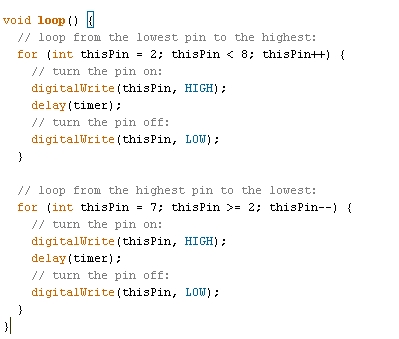 void loop() {
  // loop from the lowest pin to the highest:
  for (int thisPin = 2; thisPin < 8; thisPin++) {
    // turn the pin on:
    digitalWrite(thisPin, HIGH);
    delay(timer);
    // turn the pin off:
    digitalWrite(thisPin, LOW);
  }

  // loop from the highest pin to the lowest:
  for (int thisPin = 7; thisPin >= 2; thisPin--) {
    // turn the pin on:
    digitalWrite(thisPin, HIGH);
    delay(timer);
    // turn the pin off:
    digitalWrite(thisPin, LOW);
  }
}